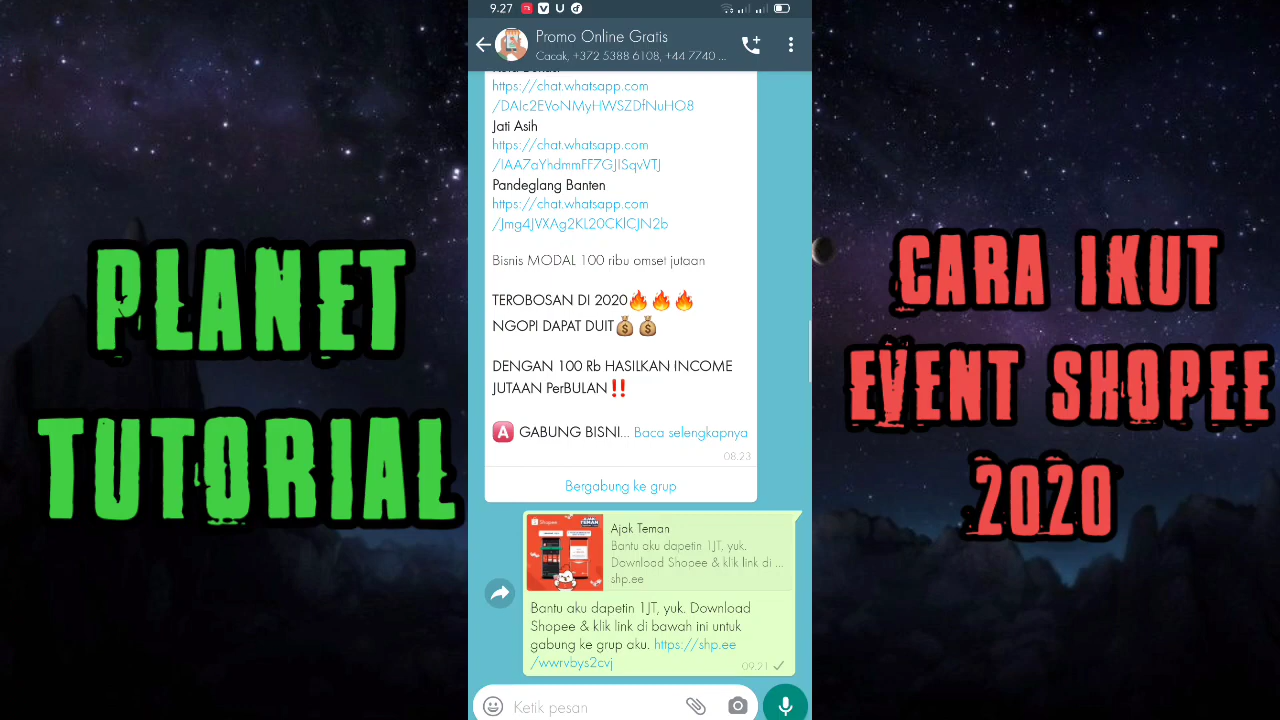 9.27
Promo Online Gratis
Cacak, +372 5388 6108, +44 7740 ...
https://chat.whatsapp.com
/DAIc2EVoNMyHWSZDfNuHO8
Jati Asih
https://chat.whatsapp.com
/IAA7aYhdmmFF7GJISqvVTJ
Pandeglang Banten
https://chat.whatsapp.com
/Jmg4JVXAg2KL20CKlCJN2b
Bisnis MODAL 100 ribu omset jutaan
TEROBOSAN DI 2020🔥🔥🔥
NGOPI DAPAT DUIT💰💰
DENGAN 100 Rb HASILKAN INCOME
JUTAAN PerBULAN‼️
🅰️ GABUNG BISNI... Baca selengkapnya
08.23
Bergabung ke grup
Shopee
Ajak Teman
Bantu aku dapetin 1JT, yuk.
Download Shopee & klik link di ...
shp.ee
Bantu aku dapetin 1JT, yuk. Download
Shopee & klik link di bawah ini untuk
gabung ke grup aku. https://shp.ee
/wwrvbys2cvj
09.21
Ketik pesan
PLANET
TUTORIAL
CARA IKUT
EVENT SHOPEE
2020